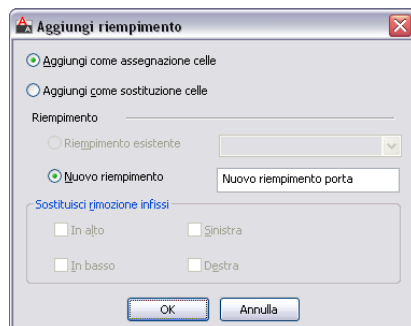 Aggiungi riempimento
Aggiungi come assegnazione celle
Aggiungi come sostituzione celle
Riempimento
Riempimento esistente
Nuovo riempimento
Nuovo riempimento porta
Sostituisci rimozione infissi
In alto
Sinistra
In basso
Destra
OK
Annulla